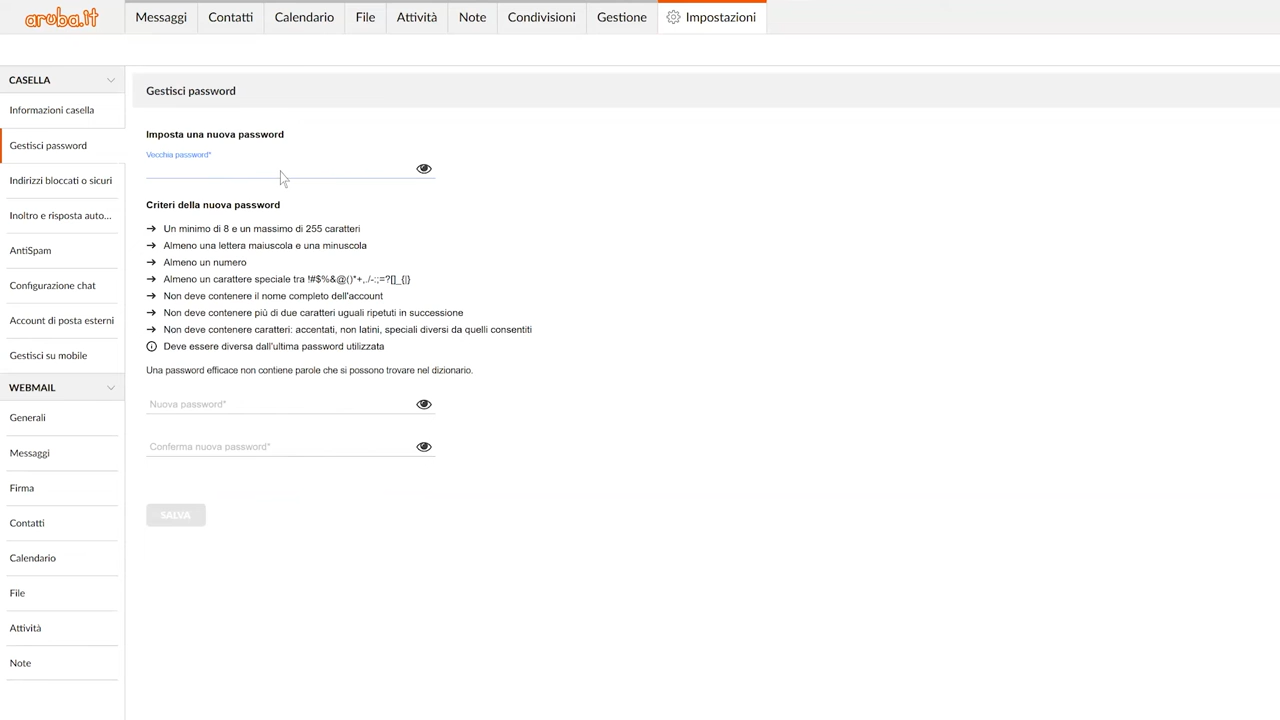 aruba.it
Messaggi
Contatti
Calendario
File
Attività
Note
Condivisioni
Gestione
Impostazioni
CASELLA
Informazioni casella
Gestisci password
Indirizzi bloccati o sicuri
Inoltro e risposta auto...
AntiSpam
Configurazione chat
Account di posta esterni
Gestisci su mobile
WEBMAIL
Generali
Messaggi
Firma
Contatti
Calendario
File
Attività
Note
Gestisci password
Imposta una nuova password
Vecchia password*
Criteri della nuova password
Un minimo di 8 e un massimo di 255 caratteri
Almeno una lettera maiuscola e una minuscola
Almeno un numero
Almeno un carattere speciale tra !#$%&@()*+,./-:;=?[]_{|}
Non deve contenere il nome completo dell'account
Non deve contenere più di due caratteri uguali ripetuti in successione
Non deve contenere caratteri: accentati, non latini, speciali diversi da quelli consentiti
Deve essere diversa dall'ultima password utilizzata
Una password efficace non contiene parole che si possono trovare nel dizionario.
Nuova password*
Conferma nuova password*
SALVA